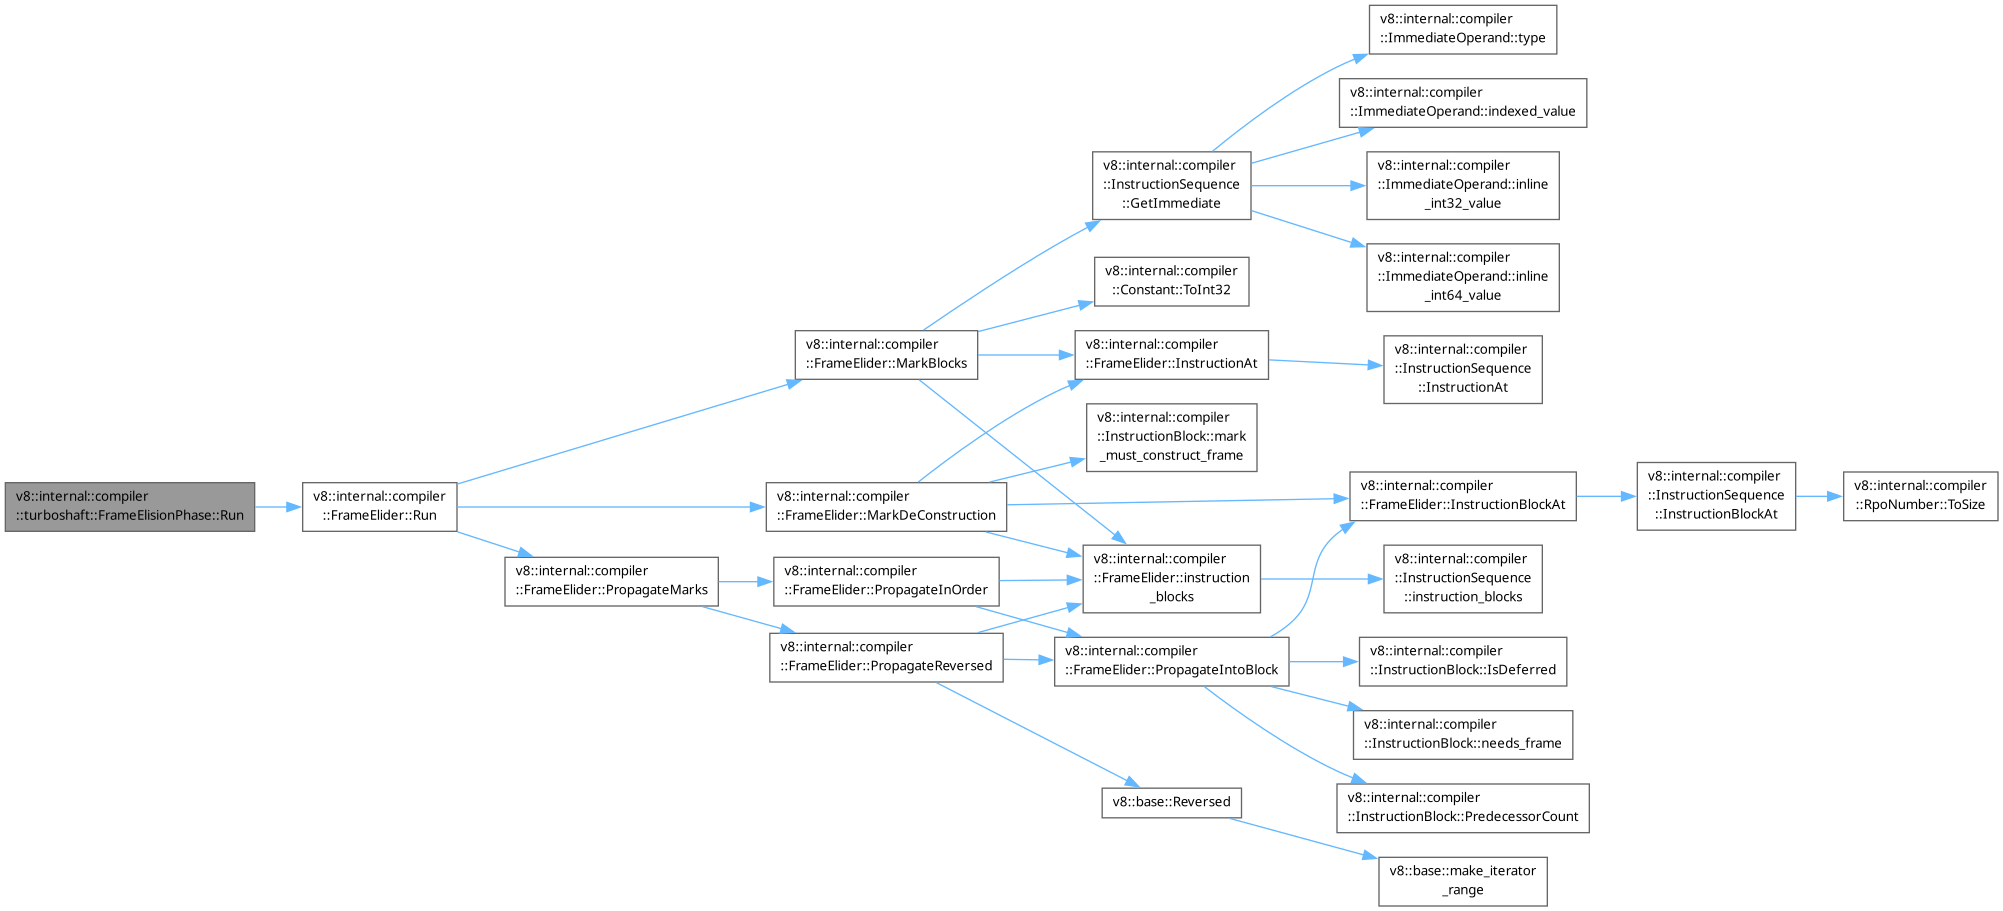 v8::internal::compiler
::turboshaft::FrameElisionPhase::Run
v8::internal::compiler
::FrameElider::Run
v8::internal::compiler
::FrameElider::MarkBlocks
v8::internal::compiler
::FrameElider::MarkDeConstruction
v8::internal::compiler
::FrameElider::PropagateMarks
v8::internal::compiler
::FrameElider::PropagateInOrder
v8::internal::compiler
::FrameElider::PropagateReversed
v8::internal::compiler
::InstructionSequence
::GetImmediate
v8::internal::compiler
::Constant::ToInt32
v8::internal::compiler
::FrameElider::InstructionAt
v8::internal::compiler
::InstructionBlock::mark
_must_construct_frame
v8::internal::compiler
::FrameElider::instruction
_blocks
v8::internal::compiler
::FrameElider::PropagateIntoBlock
v8::base::Reversed
v8::internal::compiler
::ImmediateOperand::type
v8::internal::compiler
::ImmediateOperand::indexed_value
v8::internal::compiler
::ImmediateOperand::inline
_int32_value
v8::internal::compiler
::ImmediateOperand::inline
_int64_value
v8::internal::compiler
::InstructionSequence
::InstructionAt
v8::internal::compiler
::FrameElider::InstructionBlockAt
v8::internal::compiler
::InstructionSequence
::instruction_blocks
v8::internal::compiler
::InstructionBlock::IsDeferred
v8::internal::compiler
::InstructionBlock::needs_frame
v8::internal::compiler
::InstructionBlock::PredecessorCount
v8::base::make_iterator
_range
v8::internal::compiler
::InstructionSequence
::InstructionBlockAt
v8::internal::compiler
::RpoNumber::ToSize